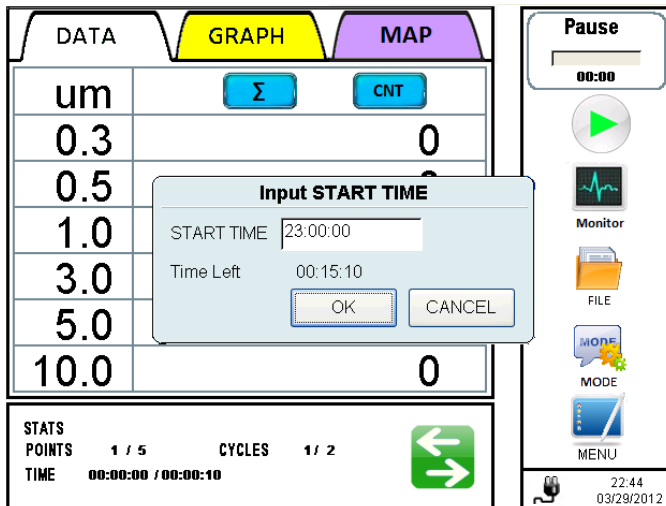 DATA
GRAPH
MAP
um
Σ
CNT
0.3 0
0.5
1.0
3.0
5.0
10.0 0
Input START TIME
START TIME 23:00:00
Time Left 00:15:10
OK CANCEL
STATS
POINTS 1 / 5 CYCLES 1/ 2
TIME 00:00:00 / 00:00:10
Pause
00:00
Monitor
FILE
MODE
MODE
MENU
22:44
03/29/2012